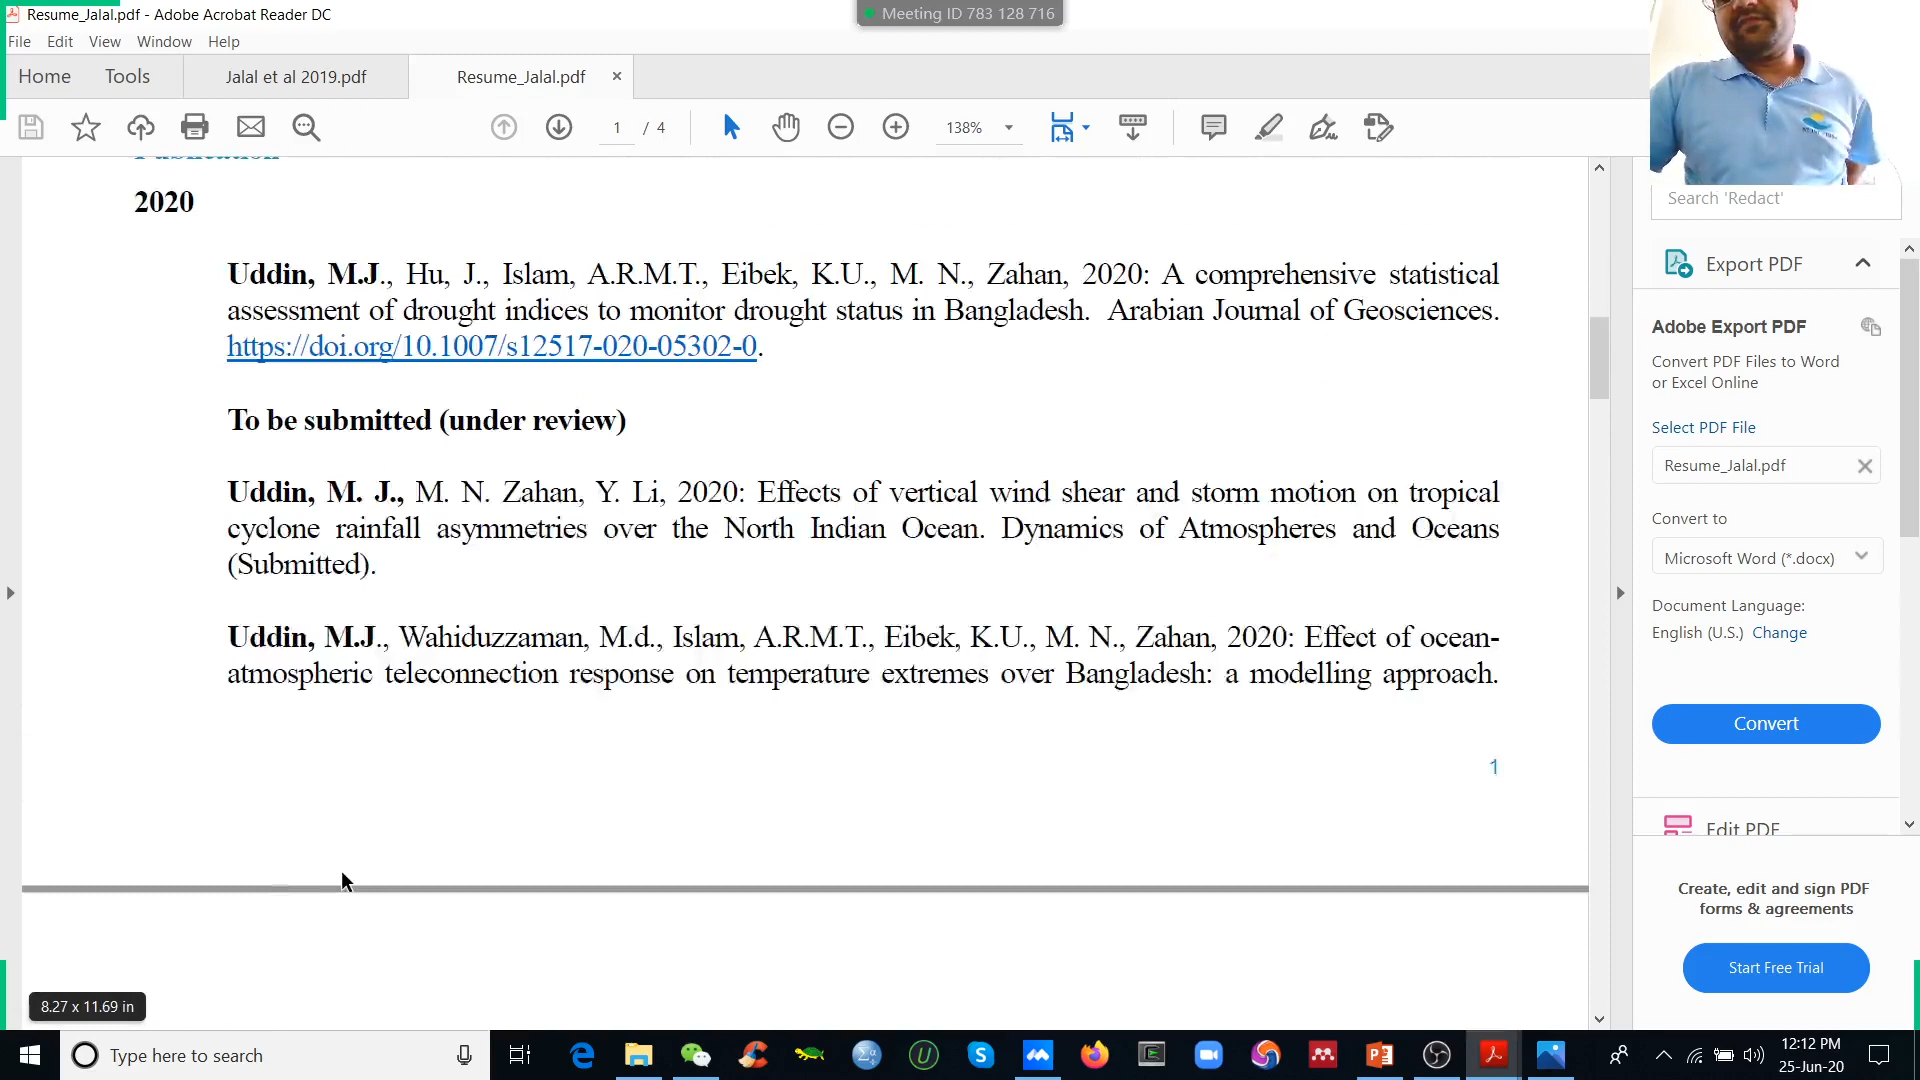 Resume_Jalal.pdf - Adobe Acrobat Reader DC
Meeting ID 783 128 716
File Edit View Window Help
Home Tools Jalal et al 2019.pdf Resume_Jalal.pdf
1 / 4 138%
Publication
2020
Uddin, M.J., Hu, J., Islam, A.R.M.T., Eibek, K.U., M. N., Zahan, 2020: A comprehensive statistical
assessment of drought indices to monitor drought status in Bangladesh. Arabian Journal of Geosciences.
https://doi.org/10.1007/s12517-020-05302-0.
To be submitted (under review)
Uddin, M. J., M. N. Zahan, Y. Li, 2020: Effects of vertical wind shear and storm motion on tropical
cyclone rainfall asymmetries over the North Indian Ocean. Dynamics of Atmospheres and Oceans
(Submitted).
Uddin, M.J., Wahiduzzaman, M.d., Islam, A.R.M.T., Eibek, K.U., M. N., Zahan, 2020: Effect of ocean-
atmospheric teleconnection response on temperature extremes over Bangladesh: a modelling approach.
1
8.27 x 11.69 in
Search 'Redact'
Export PDF
Adobe Export PDF
Convert PDF Files to Word
or Excel Online
Select PDF File
Resume_Jalal.pdf
Convert to
Microsoft Word (*.docx)
Document Language:
English (U.S.) Change
Convert
Edit PDF
Create, edit and sign PDF
forms & agreements
Start Free Trial
Type here to search
12:12 PM
25-Jun-20